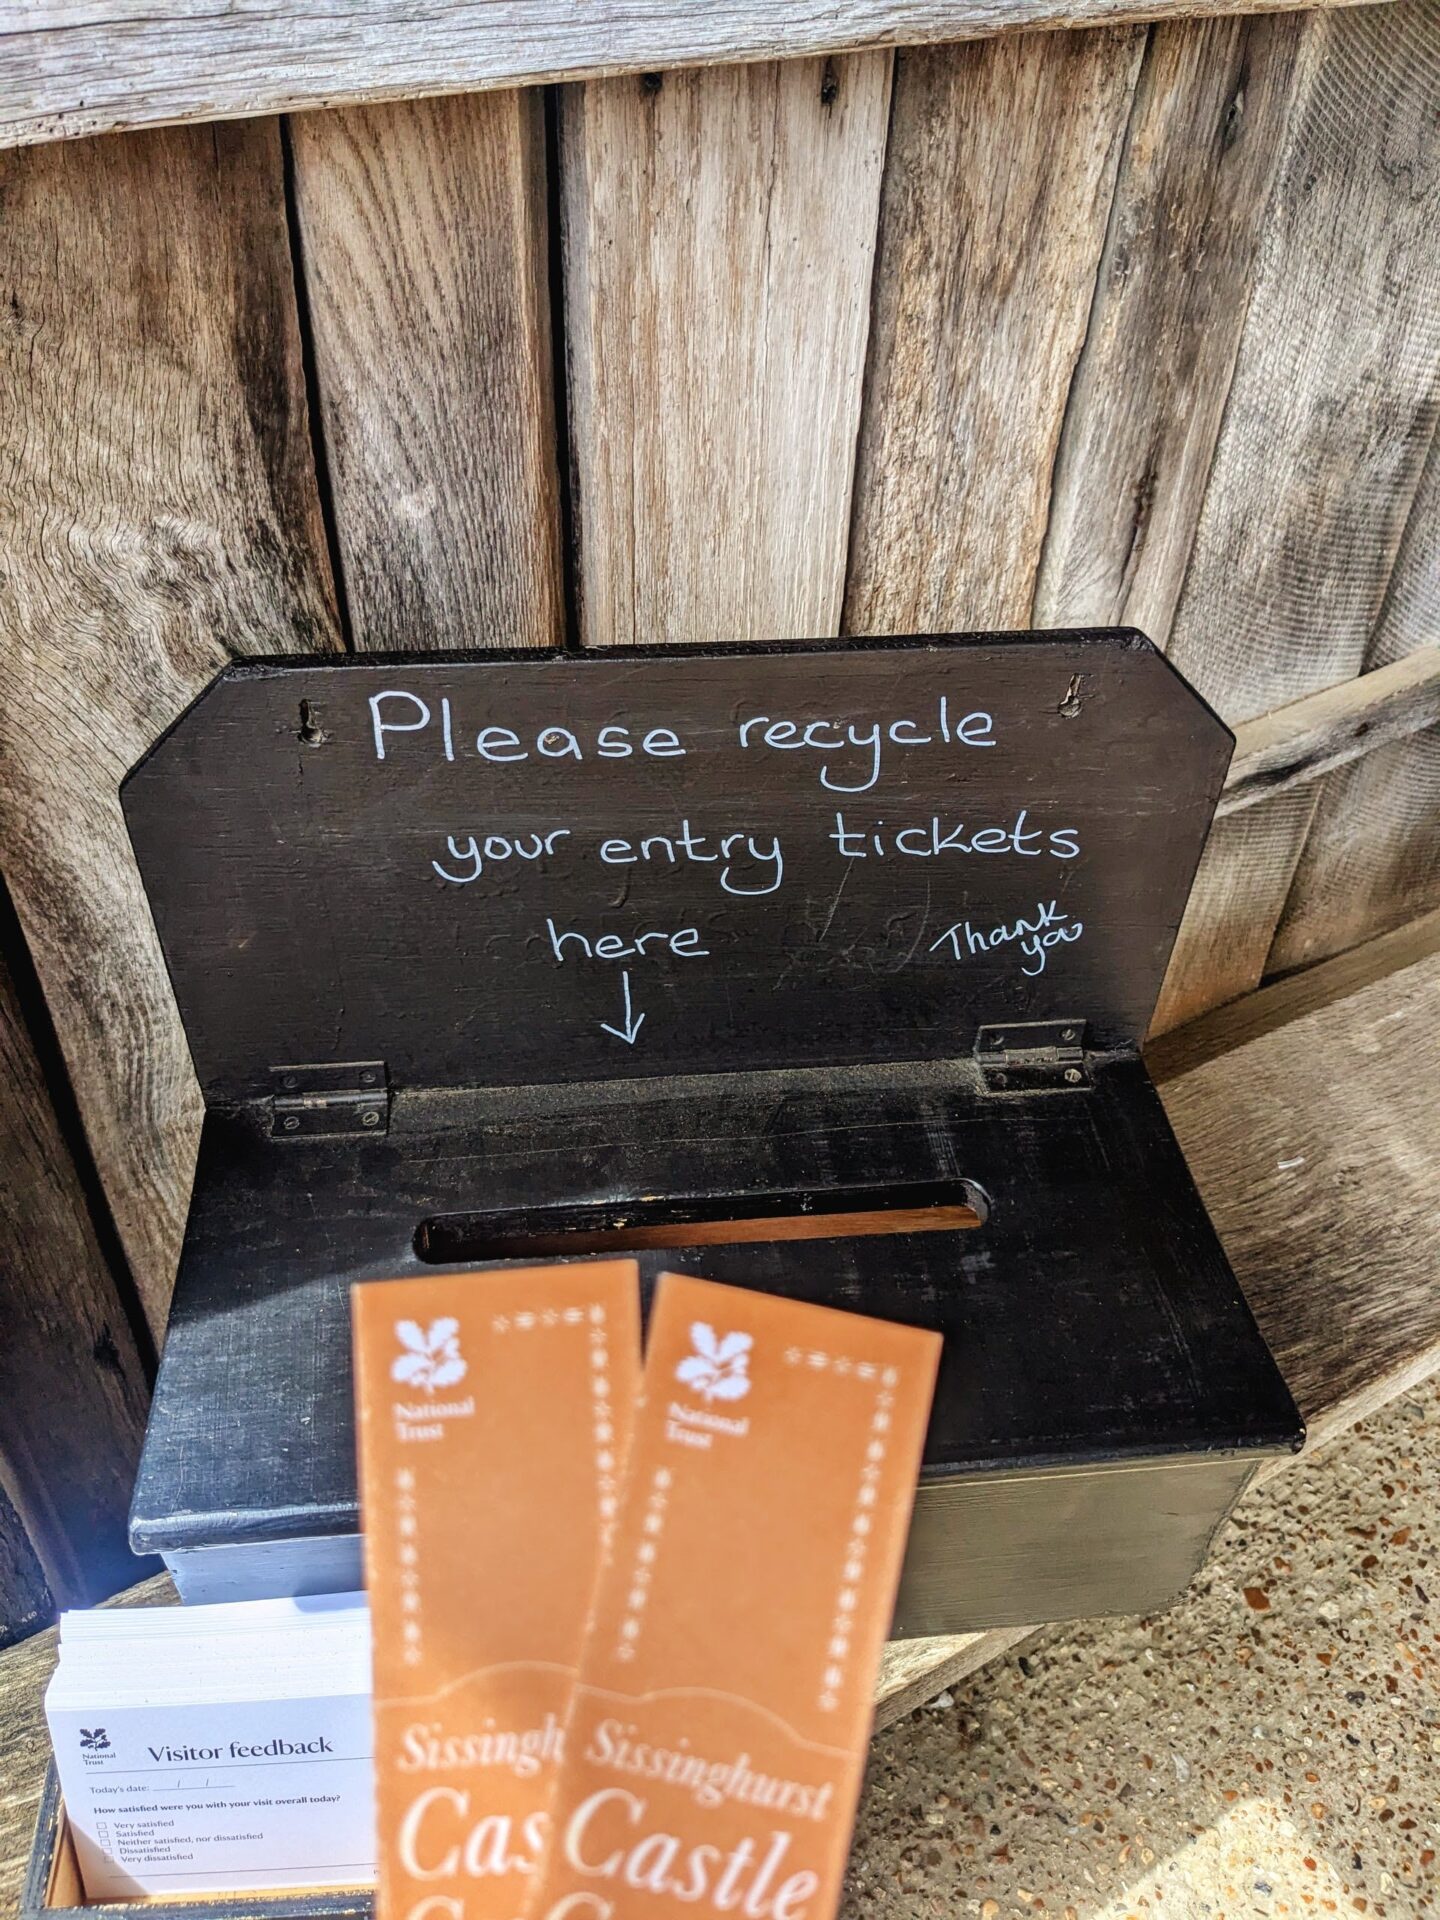 Please recycle
your entry tickets
here
Thank
you
National
Trust
Sissingh
Cas
National
Trust
Sissinghurst
Castle
National
Trust
Visitor feedback
Today's date: / /
How satisfied were you with your visit overall today?
Very satisfied
Satisfied
Neither satisfied, nor dissatisfied
Dissatisfied
Very dissatisfied